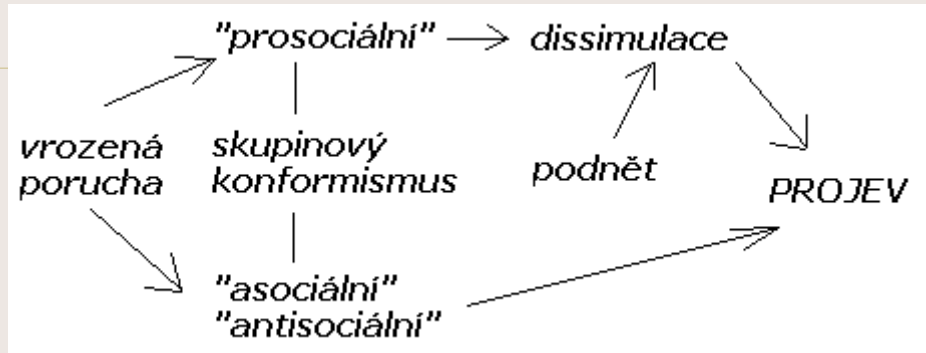 "prosociální"
dissimulace
vrozená
porucha
skupinový
konformismus
podnět
PROJEV
"asociální"
"antisociální"